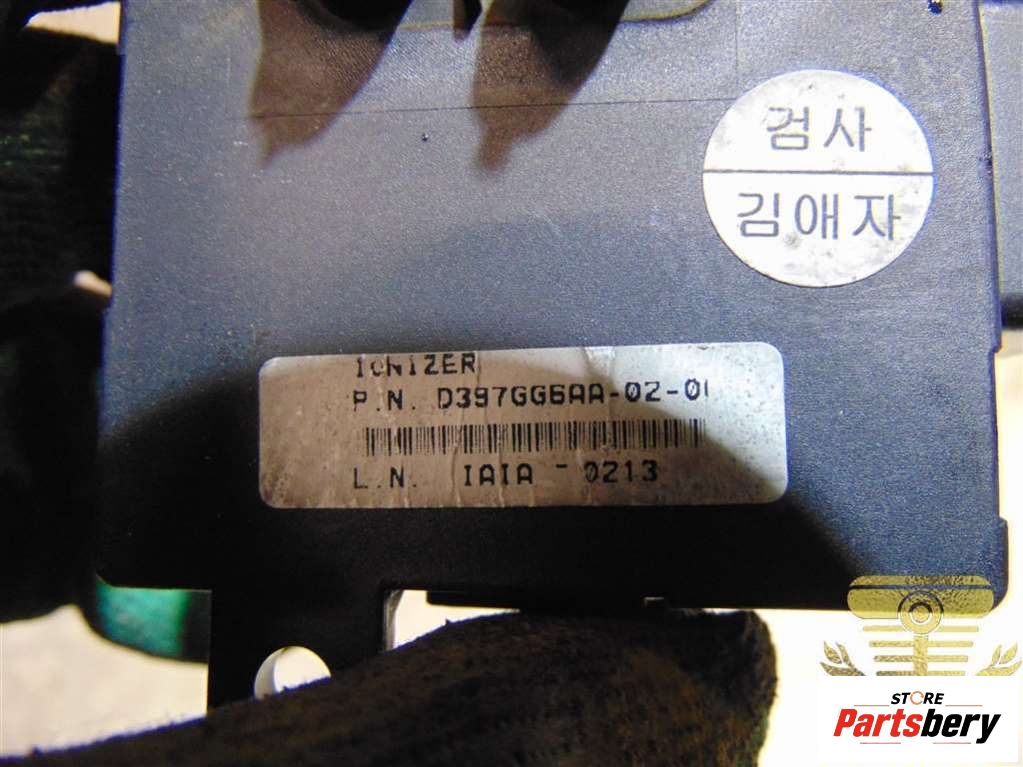 검사
김애자
IONIZER
P.N. D397GG6AA-02-0
L.N. IAIA - 0213
STORE
Partsbery